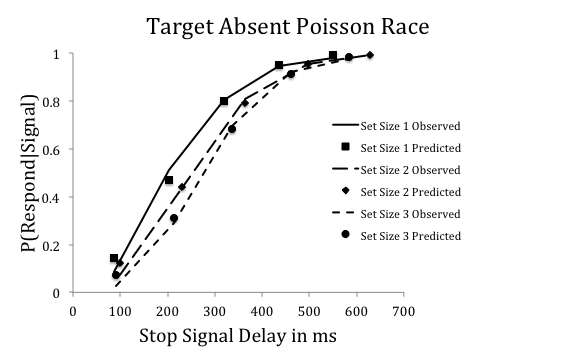 Target Absent Poisson Race
P(Respond|Signal)
1
0.8
0.6
0.4
0.2
0
0 100 200 300 400 500 600 700
Stop Signal Delay in ms
Set Size 1 Observed
Set Size 1 Predicted
Set Size 2 Observed
Set Size 2 Predicted
Set Size 3 Observed
Set Size 3 Predicted